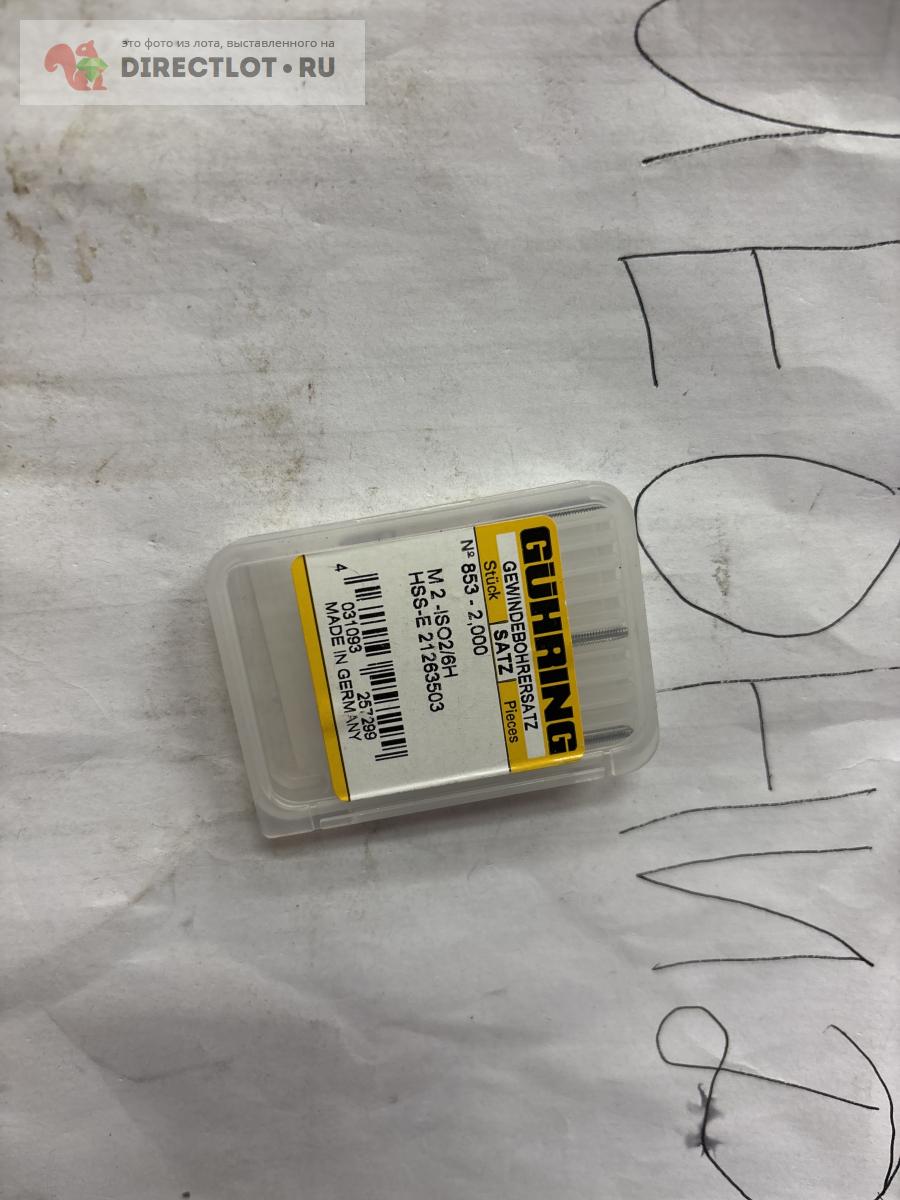 это фото из лота, выставленного на
DIRECTLOT•RU
GÜHRING
GEWINDEBOHRERSATZ
Stück SATZ Pieces
Nº 853 - 2,000
M 2 -ISO2/6H
HSS-E 21263503
4 031093 257299
MADE IN GERMANY